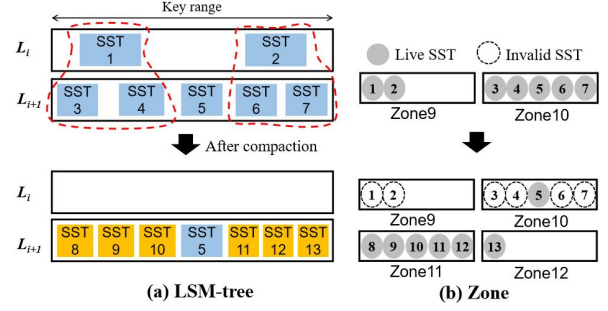 Key range
Li
SST 1
SST 2
Li+1
SST 3
SST 4
SST 5
SST 6
SST 7
After compaction
Li
Li+1
SST 8
SST 9
SST 10
SST 5
SST 11
SST 12
SST 13
(a) LSM-tree
Live SST
Invalid SST
1 2
Zone9
3 4 5 6 7
Zone10
1 2
Zone9
3 4 5 6 7
Zone10
8 9 10 11 12
Zone11
13
Zone12
(b) Zone